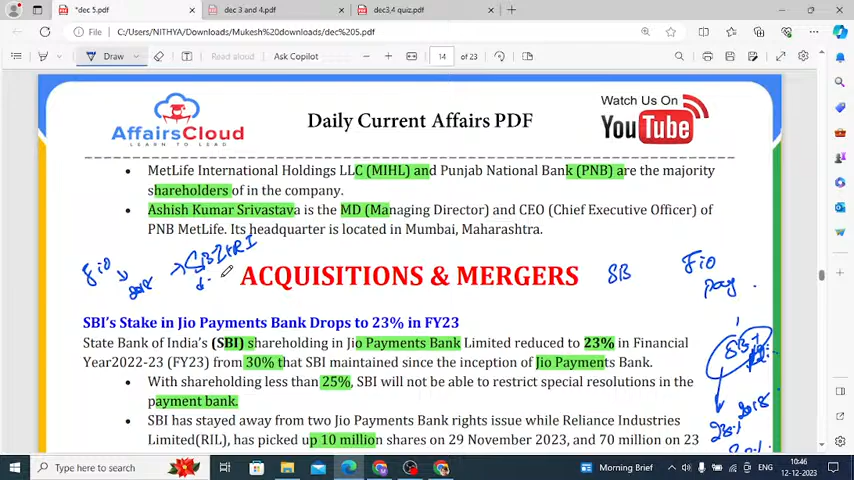 *dec 5.pdf
dec 3 and 4.pdf
dec3,4 quiz.pdf
File
C:/Users/NITHYA/Downloads/Mukesh%20downloads/dec%205.pdf
Draw
Ask Copilot
14
of 23
AffairsCloud
LEARN TO LEAD
Daily Current Affairs PDF
Watch Us On
YouTube
• MetLife International Holdings LLC (MIHL) and Punjab National Bank (PNB) are the majority
shareholders of in the company.
• Ashish Kumar Srivastava is the MD (Managing Director) and CEO (Chief Executive Officer) of
PNB MetLife. Its headquarter is located in Mumbai, Maharashtra.
Jio
2018
SBI+RI
ACQUISITIONS & MERGERS
SB
Jio
pay
SBI's Stake in Jio Payments Bank Drops to 23% in FY23
State Bank of India's (SBI) shareholding in Jio Payments Bank Limited reduced to 23% in Financial
Year2022-23 (FY23) from 30% that SBI maintained since the inception of Jio Payments Bank.
• With shareholding less than 25%, SBI will not be able to restrict special resolutions in the
payment bank.
• SBI has stayed away from two Jio Payments Bank rights issue while Reliance Industries
Limited(RIL), has picked up 10 million shares on 29 November 2023, and 70 million on 23
2018
Type here to search
Morning Brief
ENG
10:46
12-12-2023